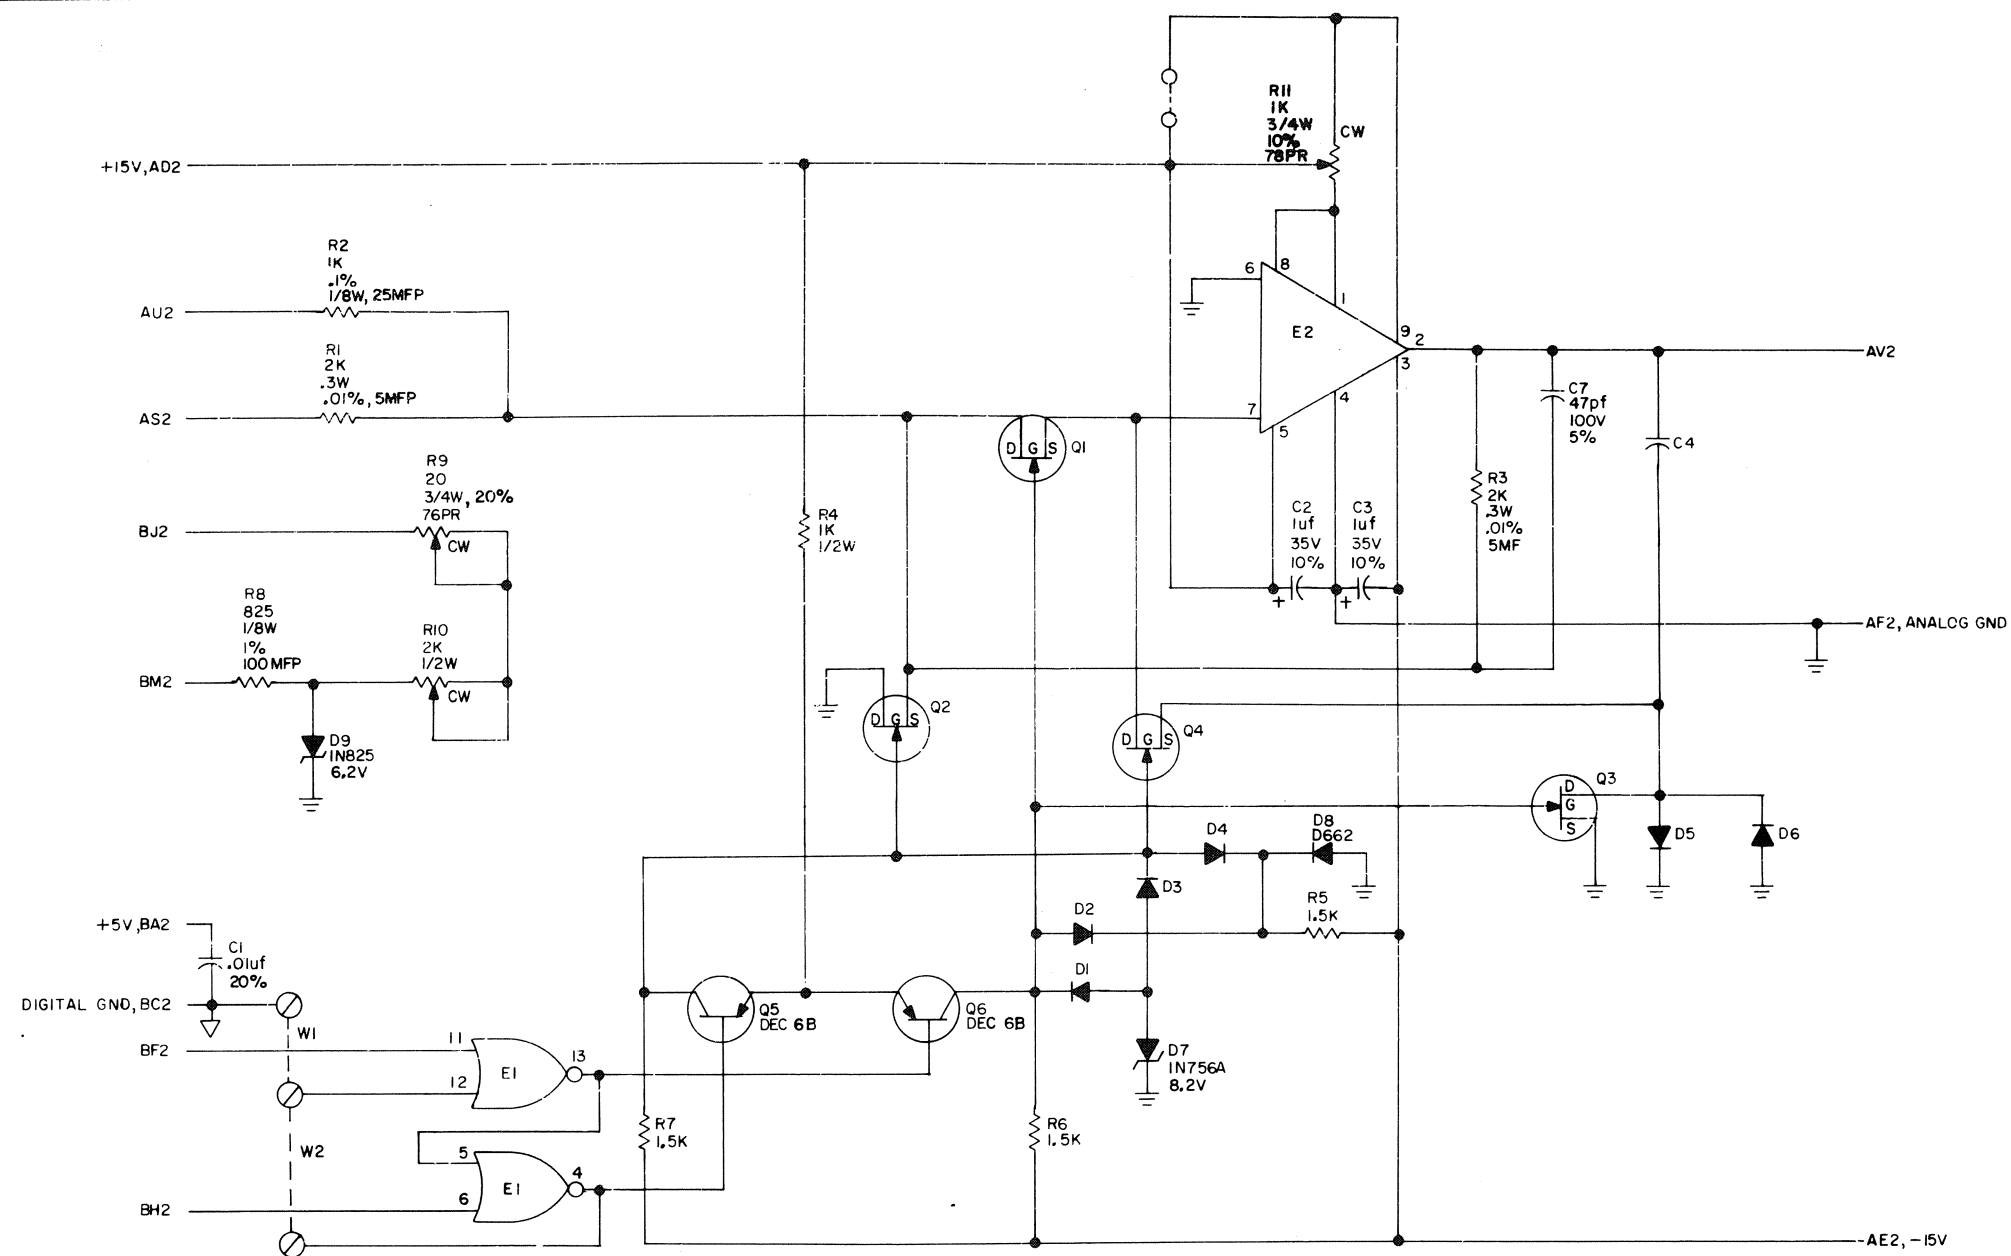 R11
1K
3/4W
10%
78PR
CW
+15V,AD2
R2
1K
.1%
1/8W, 25MFP
AU2
R1
2K
.3W
.01%, 5MFP
AS2
6
8
1
E2
9
2
3
4
7
5
AV2
C7
47pf
100V
5%
C4
D G S
Q1
R9
20
3/4W, 20%
76PR
CW
BJ2
R4
1K
1/2W
C2
1uf
35V
10%
+
C3
1uf
35V
10%
+
R3
2K
.3W
.01%
5MF
R8
825
1/8W
1%
100MFP
R10
2K
1/2W
CW
BM2
AF2, ANALOG GND
D9
1N825
6.2V
D G S
Q2
D G S
Q4
Q3
D
G
S
D4
D8
D662
D5
D6
D3
D2
R5
1.5K
+5V,BA2
C1
.01uf
20%
DIGITAL GND, BC2
W1
D1
Q5
DEC 6B
Q6
DEC 6B
BF2
11
12
E1
13
D7
1N756A
8.2V
W2
R7
1.5K
R6
1.5K
5
6
E1
4
BH2
AE2, -15V